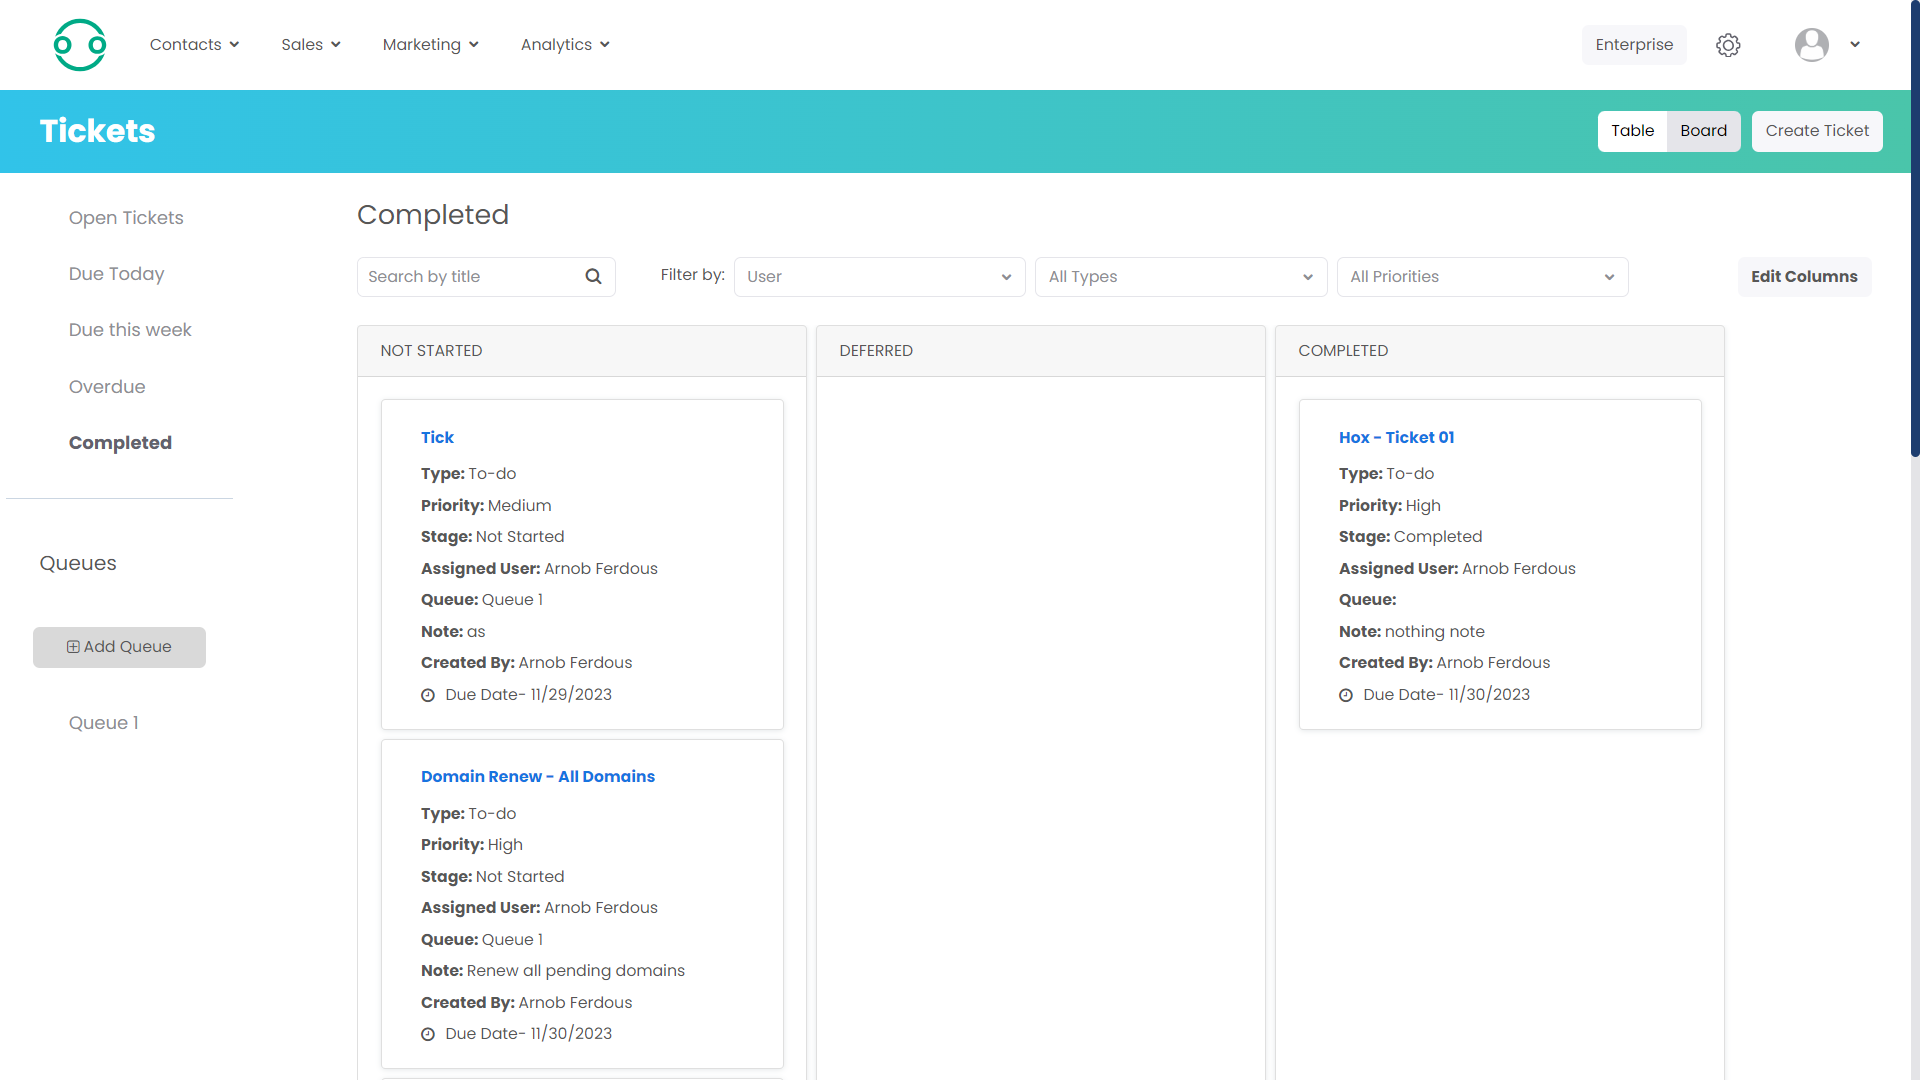 Contacts
Sales
Marketing
Analytics
Enterprise
Tickets
Table
Board
Create Ticket
Open Tickets
Due Today
Due this week
Overdue
Completed
Queues
Add Queue
Queue 1
Completed
Search by title
Filter by:
User
All Types
All Priorities
Edit Columns
NOT STARTED
Tick
Type: To-do
Priority: Medium
Stage: Not Started
Assigned User: Arnob Ferdous
Queue: Queue 1
Note: as
Created By: Arnob Ferdous
Due Date- 11/29/2023
Domain Renew - All Domains
Type: To-do
Priority: High
Stage: Not Started
Assigned User: Arnob Ferdous
Queue: Queue 1
Note: Renew all pending domains
Created By: Arnob Ferdous
Due Date- 11/30/2023
DEFERRED
COMPLETED
Hox - Ticket 01
Type: To-do
Priority: High
Stage: Completed
Assigned User: Arnob Ferdous
Queue:
Note: nothing note
Created By: Arnob Ferdous
Due Date- 11/30/2023